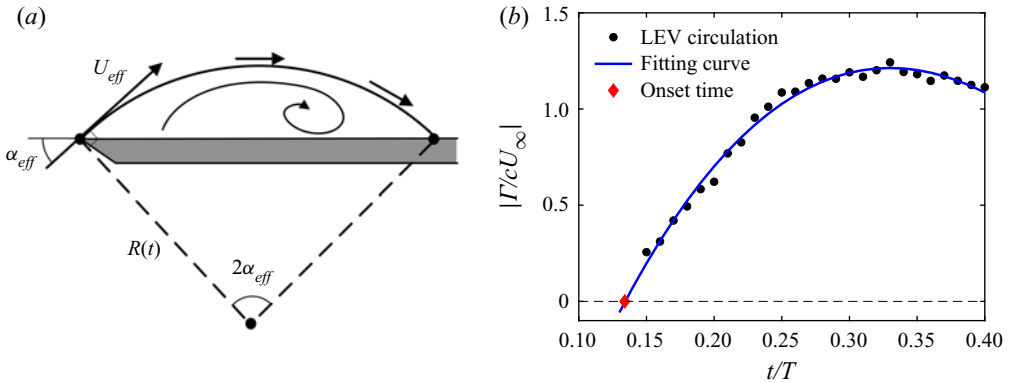 (a)
U_eff
α_eff
R(t)
2α_eff
(b)
1.5
1.0
0.5
0
|Γ/cU_∞|
LEV circulation
Fitting curve
Onset time
0.10 0.15 0.20 0.25 0.30 0.35 0.40
t/T